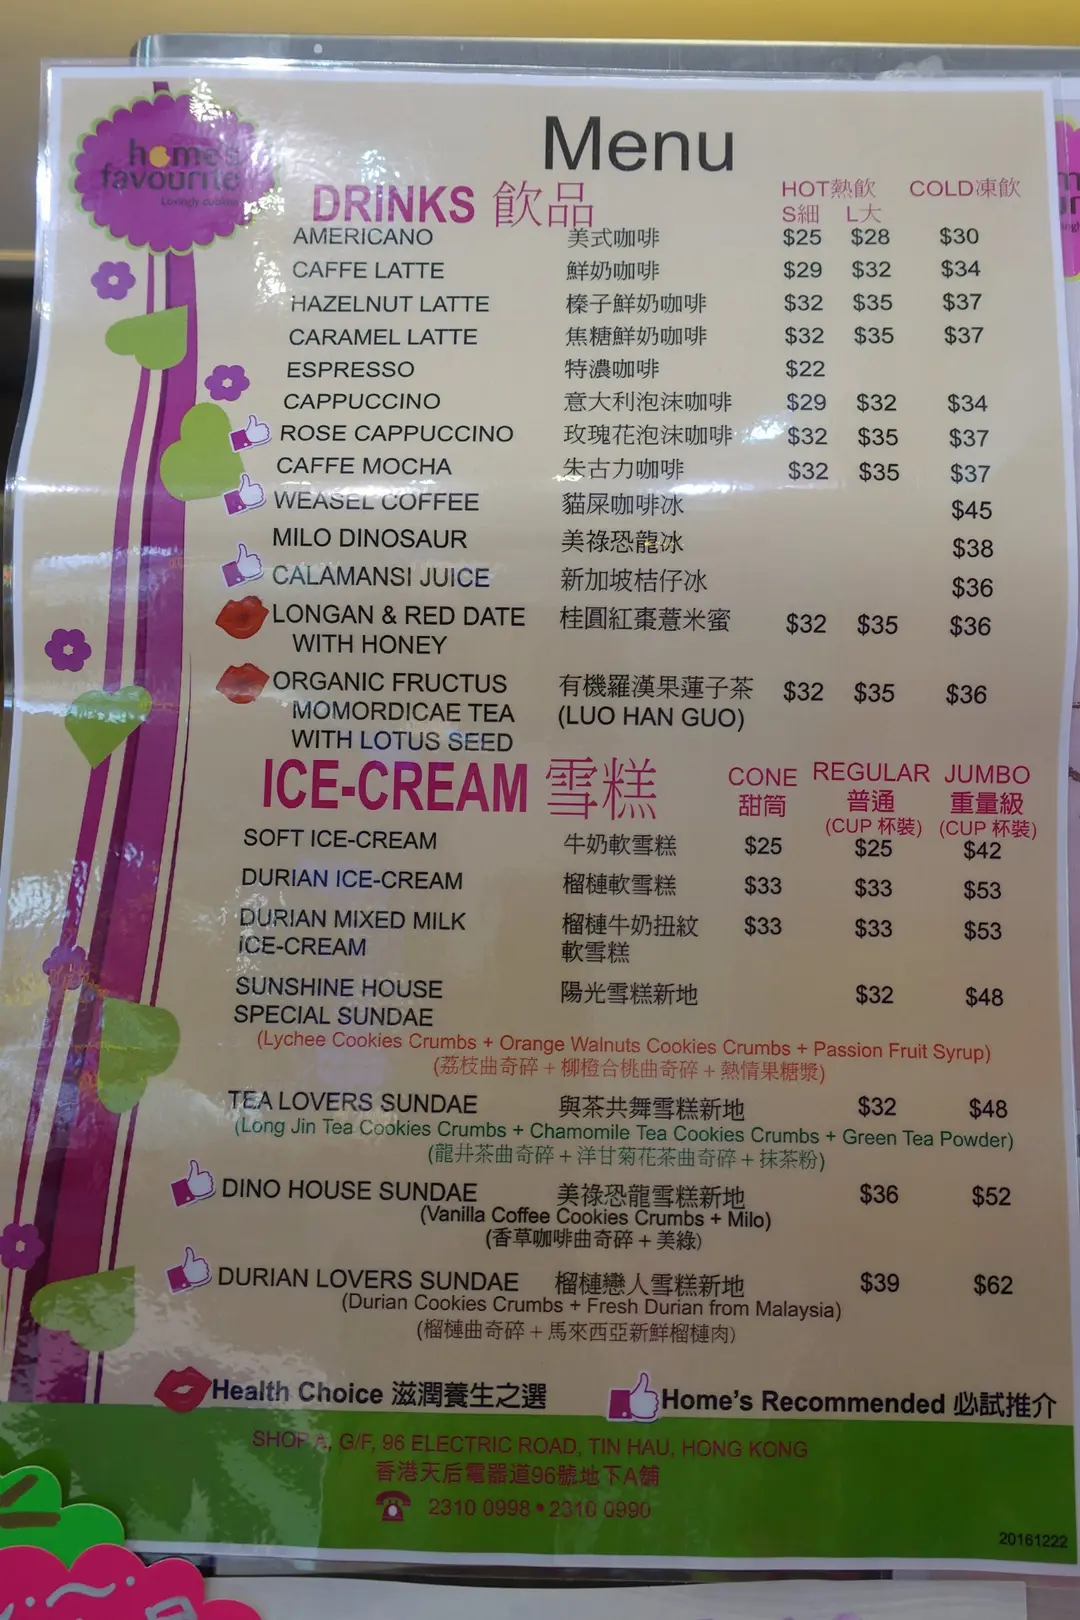 home's
favourite
Lovingly cuisine
Menu
DRINKS 飲品 HOT熱飲 COLD凍飲
S細 L大
AMERICANO 美式咖啡 $25 $28 $30
CAFFE LATTE 鮮奶咖啡 $29 $32 $34
HAZELNUT LATTE 榛子鮮奶咖啡 $32 $35 $37
CARAMEL LATTE 焦糖鮮奶咖啡 $32 $35 $37
ESPRESSO 特濃咖啡 $22
CAPPUCCINO 意大利泡沫咖啡 $29 $32 $34
ROSE CAPPUCCINO 玫瑰花泡沫咖啡 $32 $35 $37
CAFFE MOCHA 朱古力咖啡 $32 $35 $37
WEASEL COFFEE 貓屎咖啡冰 $45
MILO DINOSAUR 美祿恐龍冰 $38
CALAMANSI JUICE 新加坡桔仔冰 $36
LONGAN & RED DATE 桂圓紅棗薏米蜜 $32 $35 $36
WITH HONEY
ORGANIC FRUCTUS 有機羅漢果蓮子茶 $32 $35 $36
MOMORDICAE TEA (LUO HAN GUO)
WITH LOTUS SEED
ICE-CREAM 雪糕 CONE REGULAR JUMBO
甜筒 普通 重量級
(CUP 杯裝) (CUP 杯裝)
SOFT ICE-CREAM 牛奶軟雪糕 $25 $25 $42
DURIAN ICE-CREAM 榴槤軟雪糕 $33 $33 $53
DURIAN MIXED MILK 榴槤牛奶扭紋 $33 $33 $53
ICE-CREAM 軟雪糕
SUNSHINE HOUSE 陽光雪糕新地 $32 $48
SPECIAL SUNDAE
(Lychee Cookies Crumbs + Orange Walnuts Cookies Crumbs + Passion Fruit Syrup)
(荔枝曲奇碎 + 柳橙合桃曲奇碎 + 熱情果糖漿)
TEA LOVERS SUNDAE 與茶共舞雪糕新地 $32 $48
(Long Jin Tea Cookies Crumbs + Chamomile Tea Cookies Crumbs + Green Tea Powder)
(龍井茶曲奇碎 + 洋甘菊花茶曲奇碎 + 抹茶粉)
DINO HOUSE SUNDAE 美祿恐龍雪糕新地 $36 $52
(Vanilla Coffee Cookies Crumbs + Milo)
(香草咖啡曲奇碎 + 美綠)
DURIAN LOVERS SUNDAE 榴槤戀人雪糕新地 $39 $62
(Durian Cookies Crumbs + Fresh Durian from Malaysia)
(榴槤曲奇碎 + 馬來西亞新鮮榴槤肉)
Health Choice 滋潤養生之選 Home's Recommended 必試推介
SHOP A, G/F, 96 ELECTRIC ROAD, TIN HAU, HONG KONG
香港天后電器道96號地下A舖
2310 0998 • 2310 0990
20161222